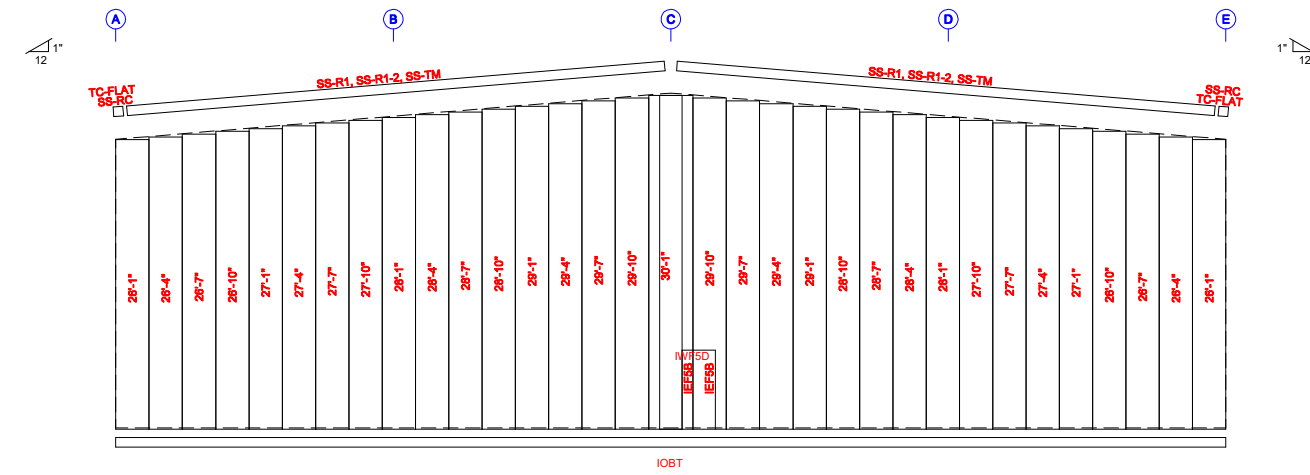 A
B
C
D
E
1"
12
1"
12
TC-FLAT
SS-RC
SS-R1, SS-R1-2, SS-TM
SS-R1, SS-R1-2, SS-TM
SS-RC
TC-FLAT
26'-1"
26'-4"
26'-7"
26'-10"
27'-1"
27'-4"
27'-7"
27'-10"
28'-1"
28'-4"
28'-7"
28'-10"
29'-1"
29'-4"
29'-7"
29'-10"
30'-1"
29'-10"
29'-7"
29'-4"
29'-1"
28'-10"
28'-7"
28'-4"
28'-1"
27'-10"
27'-7"
27'-4"
27'-1"
26'-10"
26'-7"
26'-4"
26'-1"
IWF5D
IEF5B
IEF5B
IOBT